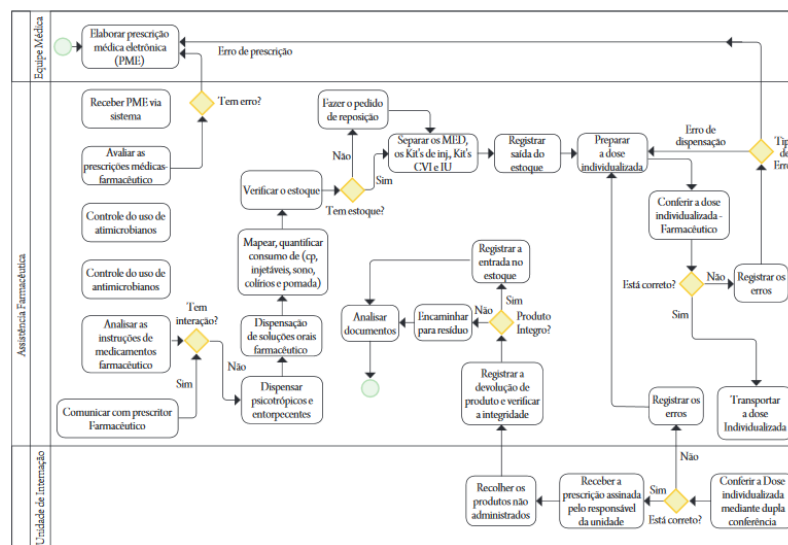 Equipe Médica
Elaborar prescrição
médica eletrônica
(PME)
Erro de prescrição
Assistência Farmacêutica
Receber PME via
sistema
Tem erro?
Avaliar as
prescrições médicas-
farmacêutico
Controle do uso de
atimicrobianos
Controle do uso de
antimicrobianos
Analisar as
instruções de
medicamentos
farmacêutico
Tem
interação?
Sim
Não
Comunicar com prescritor
Farmacêutico
Dispensar
psicotrópicos e
entorpecentes
Dispensação
de soluções orais
farmacêutico
Mapear, quantificar
consumo de (cp,
injetáveis, sono,
colírios e pomada)
Verificar o estoque
Tem estoque?
Não
Sim
Fazer o pedido
de reposição
Separar os MED,
os Kit's de inj., Kit's
CVI e IU
Registrar
saída do
estoque
Preparar
a dose
individualizada
Erro de
dispensação
Tip
de
Erro
Conferir a dose
individualizada -
Farmacêutico
Está correto?
Não
Registrar
os erros
Sim
Transportar
a dose
Individualizada
Registrar a
entrada no
estoque
Sim
Analisar
documentos
Encaminhar
para resíduo
Não
Produto
Íntegro?
Registrar a
devolução de
produto e verificar
a integridade
Registrar os
erros
Não
Unidade de Internação
Recolher os
produtos não
administrados
Receber a
prescrição assinada
pelo responsável
da unidade
Sim
Está correto?
Conferir a Dose
individualizada
mediante dupla
conferência